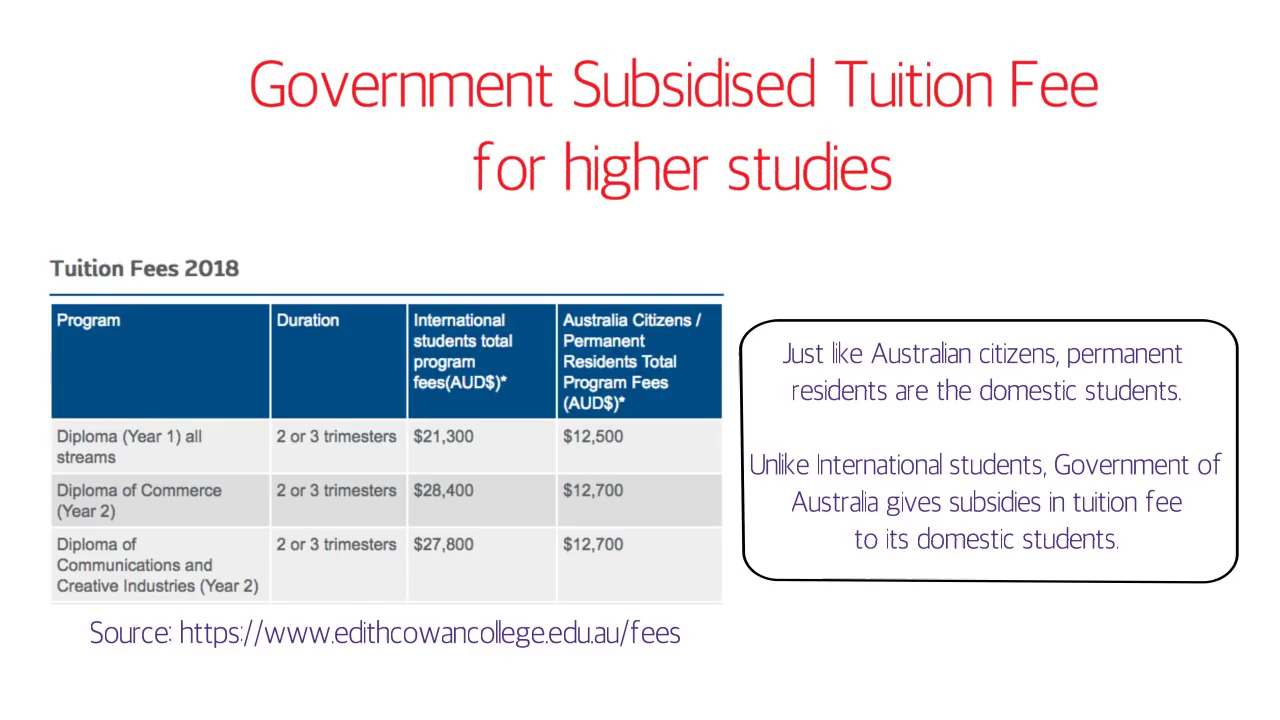 Government Subsidised Tuition Fee
for higher studies
Tuition Fees 2018
Program
Duration
International
students total
program
fees(AUD$)*
Australia Citizens /
Permanent
Residents Total
Program Fees
(AUD$)*
Diploma (Year 1) all
streams
2 or 3 trimesters
$21,300
$12,500
Diploma of Commerce
(Year 2)
2 or 3 trimesters
$28,400
$12,700
Diploma of
Communications and
Creative Industries (Year 2)
2 or 3 trimesters
$27,800
$12,700
Just like Australian citizens, permanent
residents are the domestic students.
Unlike International students, Government of
Australia gives subsidies in tuition fee
to its domestic students.
Source: https://www.edithcowancollege.edu.au/fees